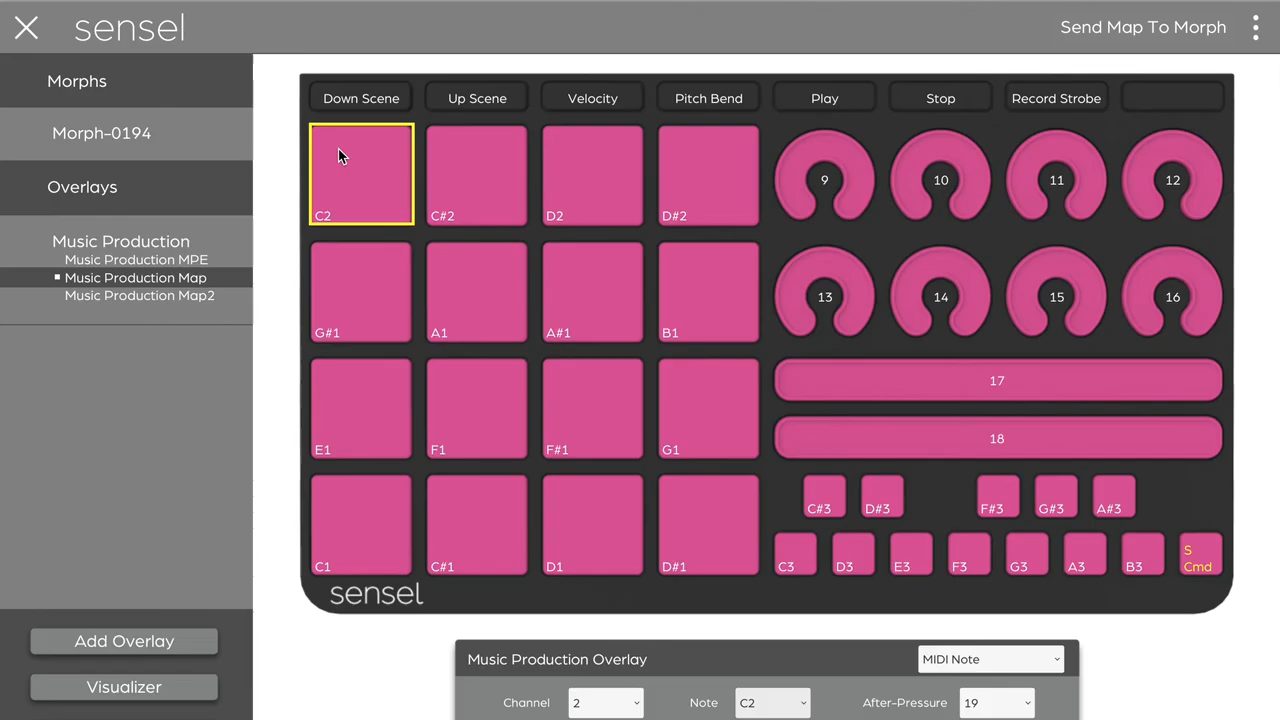 sensel
Send Map To Morph
Morphs
Morph-0194
Overlays
Music Production
Music Production MPE
Music Production Map
Music Production Map2
Add Overlay
Visualizer
Down Scene Up Scene Velocity Pitch Bend Play Stop Record Strobe
C2 C#2 D2 D#2
9 10 11 12
G#1 A1 A#1 B1
13 14 15 16
E1 F1 F#1 G1
17
18
C#3 D#3 F#3 G#3 A#3
C1 C#1 D1 D#1
C3 D3 E3 F3 G3 A3 B3 S
Cmd
sensel
Music Production Overlay MIDI Note
Channel 2 Note C2 After-Pressure 19